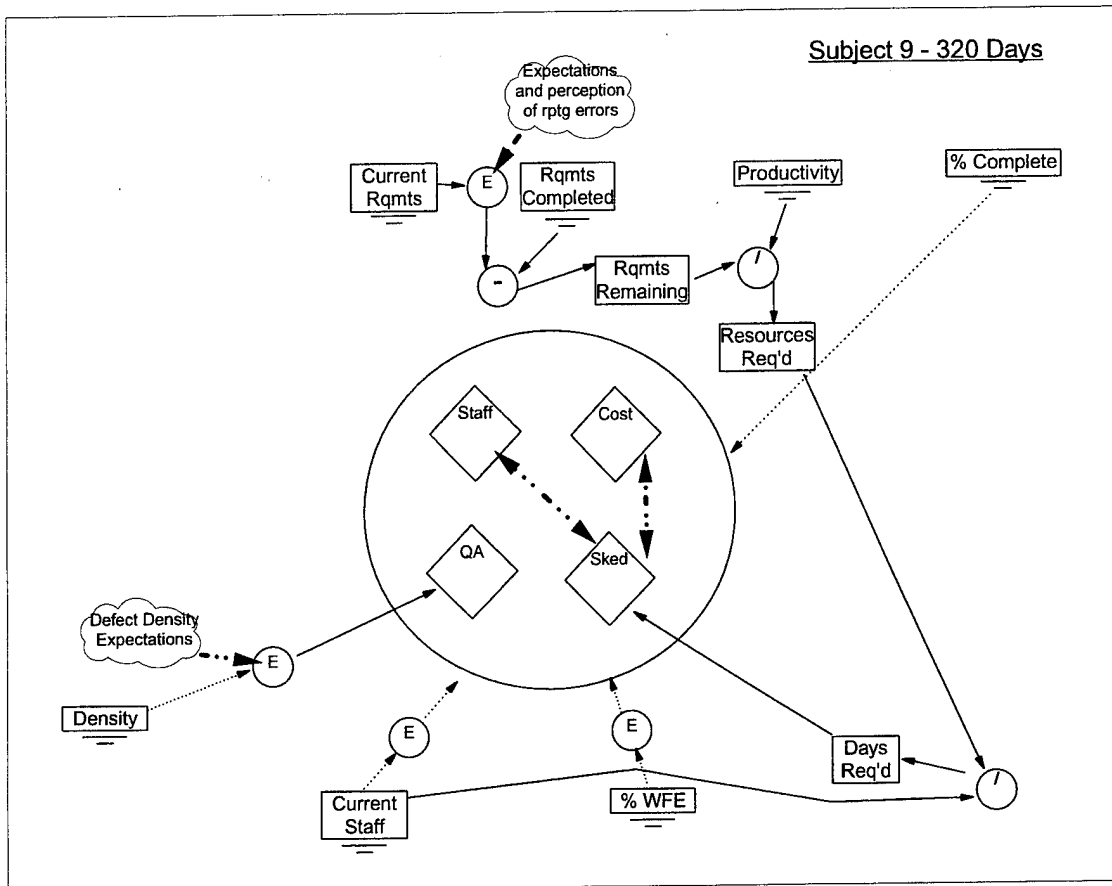 Subject 9 - 320 Days
Expectations
and perception
of rptg errors
Current
Rqmts
E
Rqmts
Completed
Productivity
% Complete
-
Rqmts
Remaining
/
Resources
Req'd
Staff
Cost
QA
Sked
Defect Density
Expectations
E
Density
E
E
Current
Staff
% WFE
Days
Req'd
/